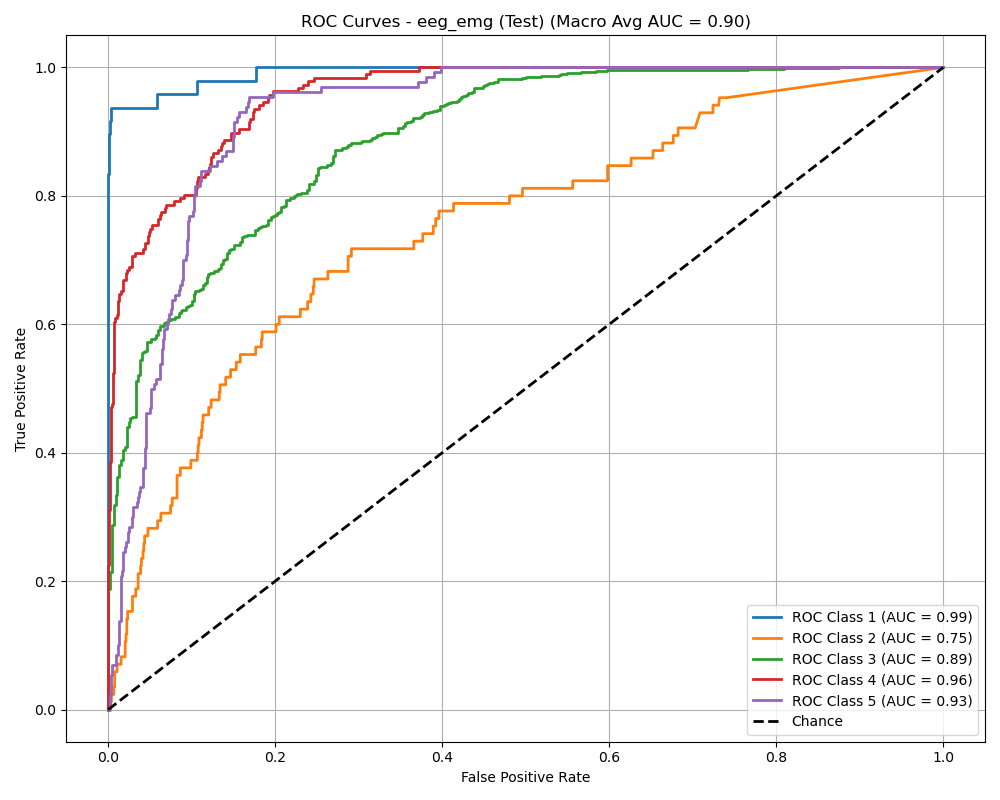 ROC Curves - eeg_emg (Test) (Macro Avg AUC = 0.90)
True Positive Rate
1.0
0.8
0.6
0.4
0.2
0.0
ROC Class 1 (AUC = 0.99)
ROC Class 2 (AUC = 0.75)
ROC Class 3 (AUC = 0.89)
ROC Class 4 (AUC = 0.96)
ROC Class 5 (AUC = 0.93)
Chance
0.0 0.2 0.4 0.6 0.8 1.0
False Positive Rate